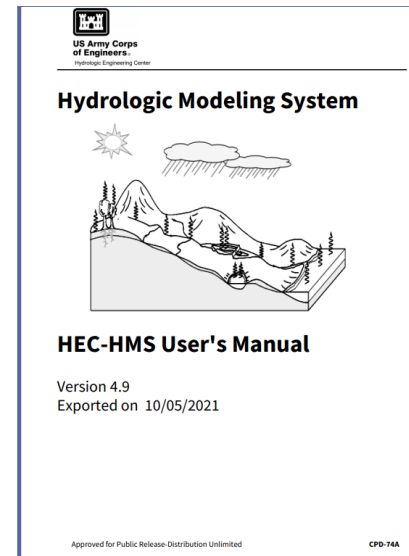 US Army Corps
of Engineers®
Hydrologic Engineering Center
Hydrologic Modeling System
HEC-HMS User's Manual
Version 4.9
Exported on 10/05/2021
Approved for Public Release-Distribution Unlimited CPD-74A